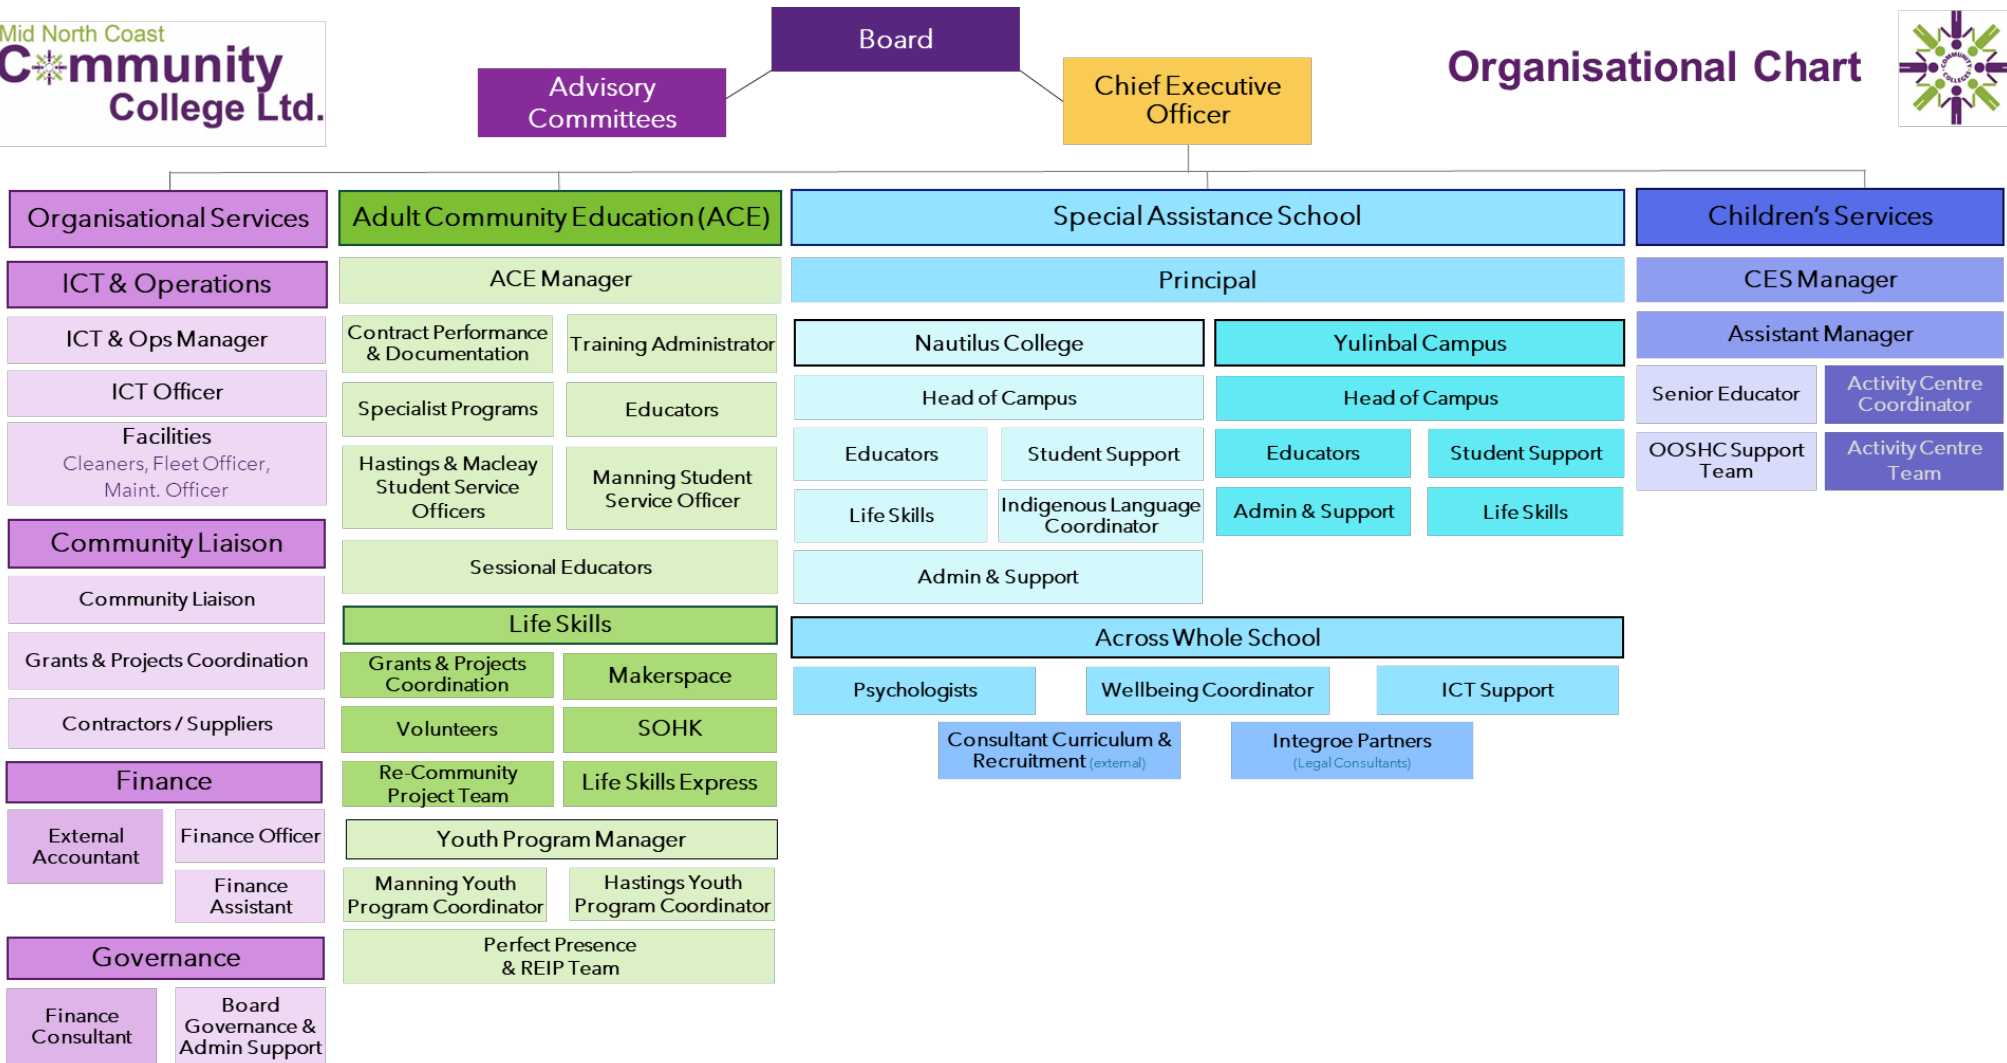 Mid North Coast
Community
College Ltd.
Board
Advisory
Committees
Chief Executive
Officer
Organisational Chart
COMMUNITY COLLEGES
Organisational Services
ICT & Operations
ICT & Ops Manager
ICT Officer
Facilities
Cleaners, Fleet Officer,
Maint. Officer
Community Liaison
Community Liaison
Grants & Projects Coordination
Contractors / Suppliers
Finance
External
Accountant
Finance Officer
Finance
Assistant
Governance
Finance
Consultant
Board
Governance &
Admin Support
Adult Community Education (ACE)
ACE Manager
Contract Performance
& Documentation
Training Administrator
Specialist Programs
Educators
Hastings & Macleay
Student Service
Officers
Manning Student
Service Officer
Sessional Educators
Life Skills
Grants & Projects
Coordination
Makerspace
Volunteers
SOHK
Re-Community
Project Team
Life Skills Express
Youth Program Manager
Manning Youth
Program Coordinator
Hastings Youth
Program Coordinator
Perfect Presence
& REIP Team
Special Assistance School
Principal
Nautilus College
Head of Campus
Educators
Student Support
Life Skills
Indigenous Language
Coordinator
Admin & Support
Yulinbal Campus
Head of Campus
Educators
Student Support
Admin & Support
Life Skills
Across Whole School
Psychologists
Wellbeing Coordinator
ICT Support
Consultant Curriculum &
Recruitment (external)
Integroe Partners
(Legal Consultants)
Children's Services
CES Manager
Assistant Manager
Senior Educator
Activity Centre
Coordinator
OOSHC Support
Team
Activity Centre
Team